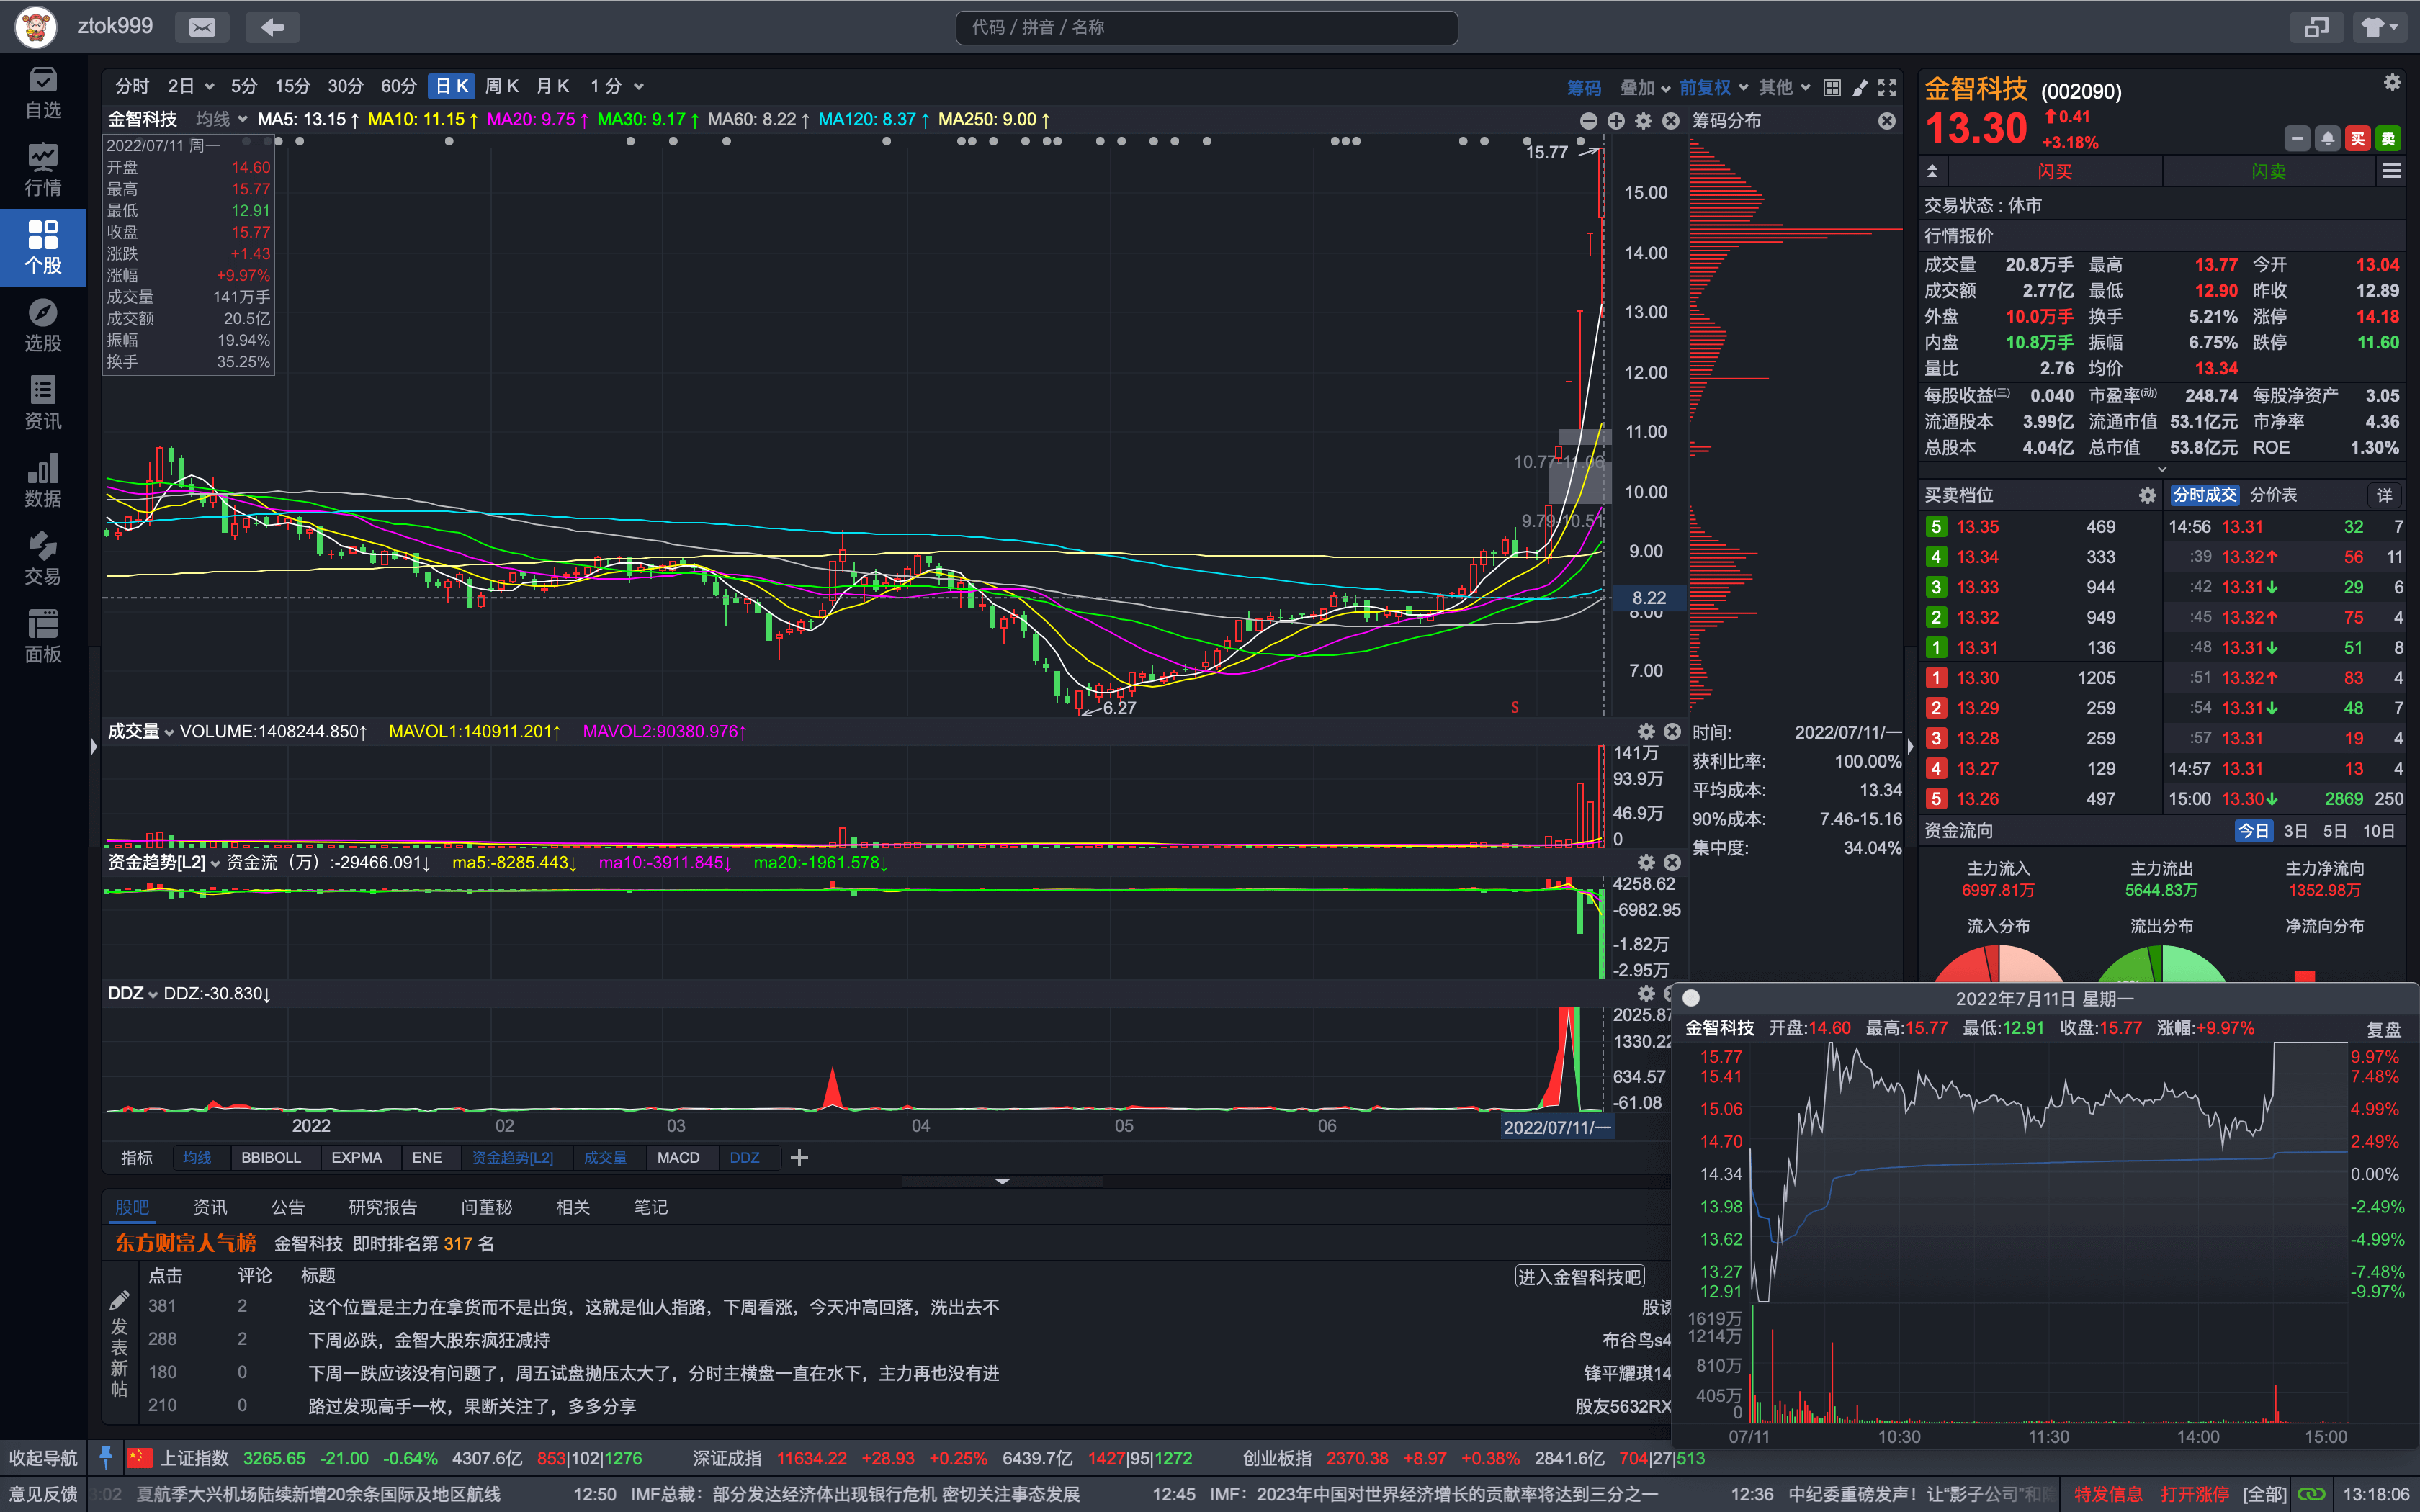 ztok999
代码 / 拼音 / 名称
自选
行情
个股
选股
资讯
数据
交易
面板
分时 2日 5分 15分 30分 60分 日K 周K 月K 1分 筹码 叠加 前复权 其他
金智科技 均线 MA5: 13.15↑ MA10: 11.15↑ MA20: 9.75↑ MA30: 9.17↑ MA60: 8.22↑ MA120: 8.37↑ MA250: 9.00↑
2022/07/11 周一
开盘 14.60
最高 15.77
最低 12.91
收盘 15.77
涨跌 +1.43
涨幅 +9.97%
成交量 141万手
成交额 20.5亿
振幅 19.94%
换手 35.25%
15.77
10.77-11.06
9.79-10.51
6.27
S
15.00
14.00
13.00
12.00
11.00
10.00
9.00
8.22
8.00
7.00
筹码分布
时间: 2022/07/11/一
获利比率: 100.00%
平均成本: 13.34
90%成本: 7.46-15.16
集中度: 34.04%
成交量 VOLUME:1408244.850↑ MAVOL1:140911.201↑ MAVOL2:90380.976↑
141万
93.9万
46.9万
0
资金趋势[L2] 资金流（万）:-29466.091↓ ma5:-8285.443↓ ma10:-3911.845↓ ma20:-1961.578↓
4258.62
-6982.95
-1.82万
-2.95万
DDZ DDZ:-30.830↓
2025.87
1330.22
634.57
-61.08
2022 02 03 04 05 06 2022/07/11/一
指标 均线 BBIBOLL EXPMA ENE 资金趋势[L2] 成交量 MACD DDZ
股吧 资讯 公告 研究报告 问董秘 相关 笔记
东方财富人气榜 金智科技 即时排名第 317 名
点击 评论 标题 进入金智科技吧
发表新帖
381 2 这个位置是主力在拿货而不是出货，这就是仙人指路，下周看涨，今天冲高回落，洗出去不
288 2 下周必跌，金智大股东疯狂减持 布谷鸟s4
180 0 下周一跌应该没有问题了，周五试盘抛压太大了，分时主横盘一直在水下，主力再也没有进 锋平耀琪14
210 0 路过发现高手一枚，果断关注了，多多分享 股友5632RX
金智科技 (002090)
13.30 0.41
+3.18%
买 卖
闪买 闪卖
交易状态 : 休市
行情报价
成交量 20.8万手 最高 13.77 今开 13.04
成交额 2.77亿 最低 12.90 昨收 12.89
外盘 10.0万手 换手 5.21% 涨停 14.18
内盘 10.8万手 振幅 6.75% 跌停 11.60
量比 2.76 均价 13.34
每股收益(三) 0.040 市盈率(动) 248.74 每股净资产 3.05
流通股本 3.99亿 流通市值 53.1亿元 市净率 4.36
总股本 4.04亿 总市值 53.8亿元 ROE 1.30%
买卖档位 分时成交 分价表 详
5 13.35 469 14:56 13.31 32 7
4 13.34 333 :39 13.32↑ 56 11
3 13.33 944 :42 13.31↓ 29 6
2 13.32 949 :45 13.32↑ 75 4
1 13.31 136 :48 13.31↓ 51 8
1 13.30 1205 :51 13.32↑ 83 4
2 13.29 259 :54 13.31↓ 48 7
3 13.28 259 :57 13.31 19 4
4 13.27 129 14:57 13.31 13 4
5 13.26 497 15:00 13.30↓ 2869 250
资金流向 今日 3日 5日 10日
主力流入 主力流出 主力净流向
6997.81万 5644.83万 1352.98万
流入分布 流出分布 净流向分布
2022年7月11日 星期一
金智科技 开盘:14.60 最高:15.77 最低:12.91 收盘:15.77 涨幅:+9.97% 复盘
15.77 9.97%
15.41 7.48%
15.06 4.99%
14.70 2.49%
14.34 0.00%
13.98 -2.49%
13.62 -4.99%
13.27 -7.48%
12.91 -9.97%
1619万
1214万
810万
405万
0
07/11 10:30 11:30 14:00 15:00
收起导航 上证指数 3265.65 -21.00 -0.64% 4307.6亿 853|102|1276 深证成指 11634.22 +28.93 +0.25% 6439.7亿 1427|95|1272 创业板指 2370.38 +8.97 +0.38% 2841.6亿 704|27|513
意见反馈 3:02 夏航季大兴机场陆续新增20余条国际及地区航线 12:50 IMF总裁：部分发达经济体出现银行危机 密切关注事态发展 12:45 IMF：2023年中国对世界经济增长的贡献率将达到三分之一 12:36 中纪委重磅发声！让“影子公司”和 特发信息 打开涨停 [全部] 13:18:06